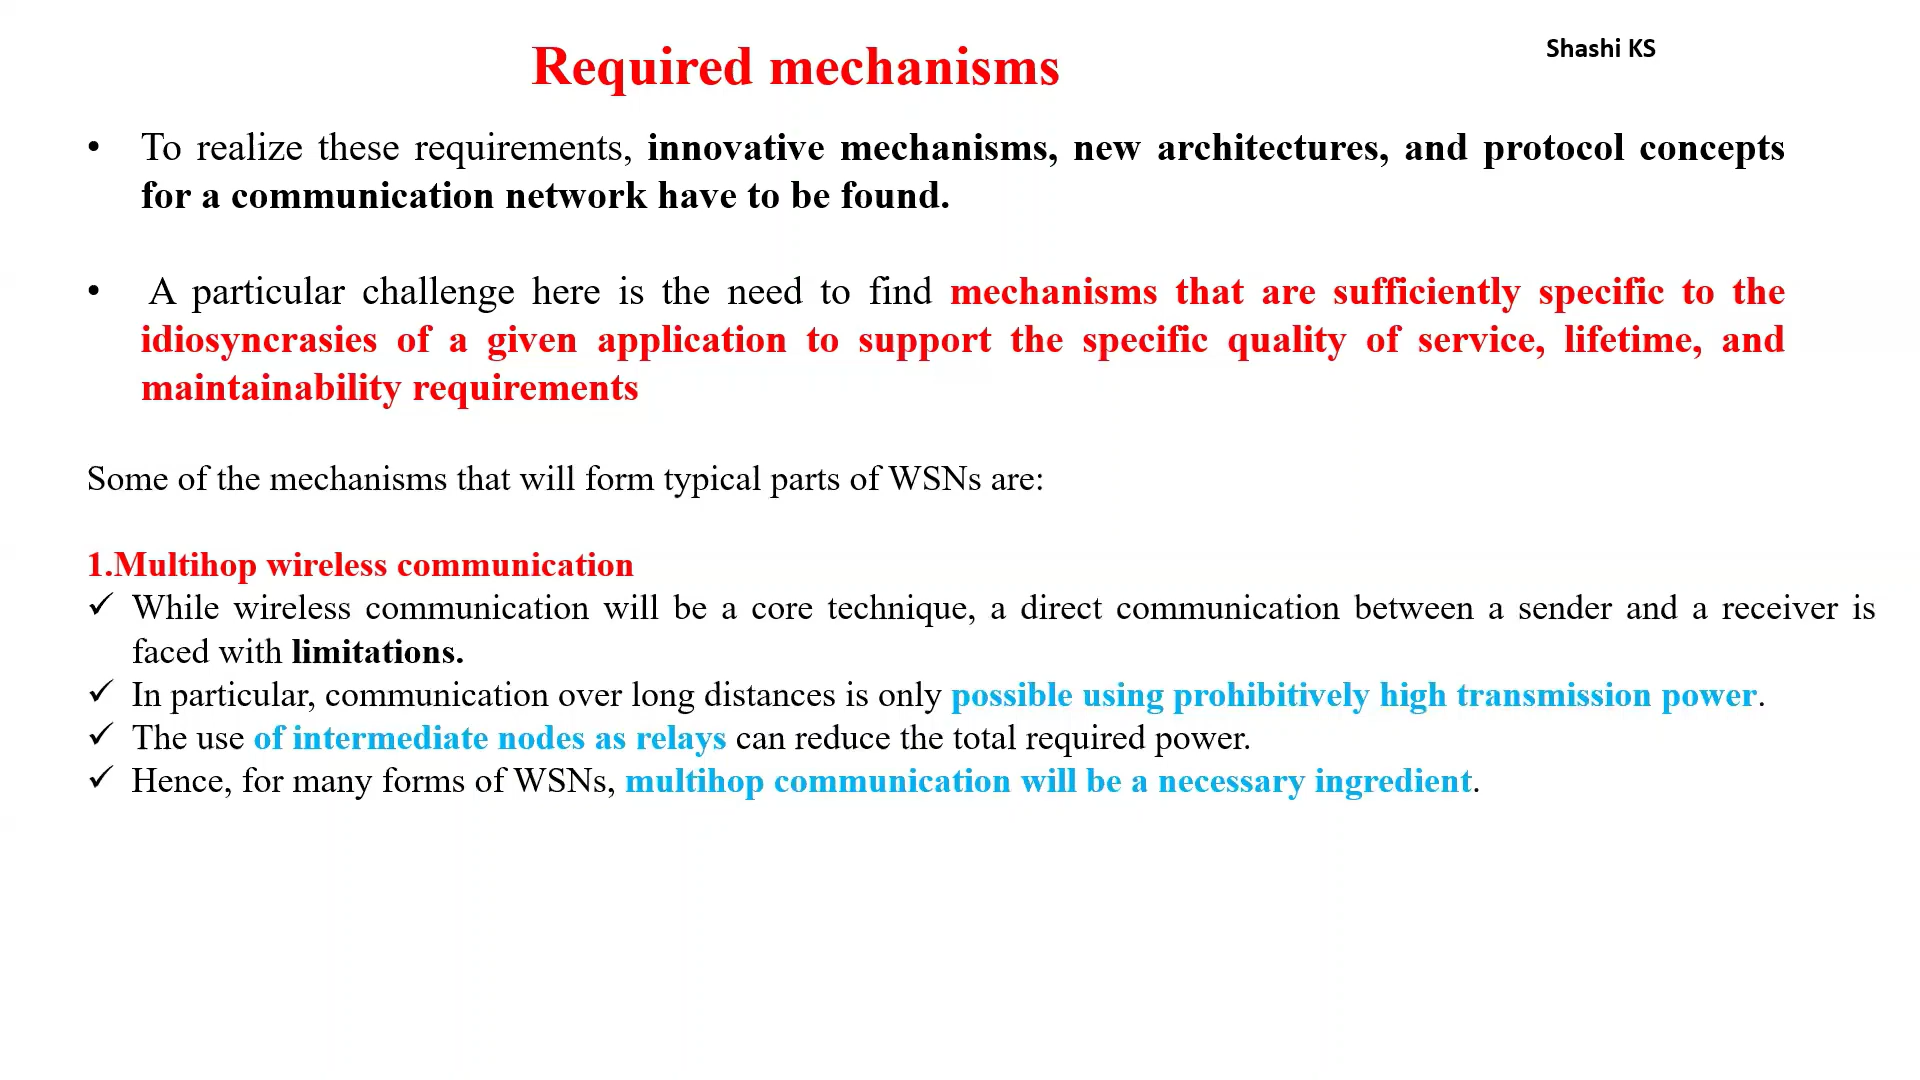 Required mechanisms
Shashi KS
• To realize these requirements, innovative mechanisms, new architectures, and protocol concepts
for a communication network have to be found.
• A particular challenge here is the need to find mechanisms that are sufficiently specific to the
idiosyncrasies of a given application to support the specific quality of service, lifetime, and
maintainability requirements
Some of the mechanisms that will form typical parts of WSNs are:
1.Multihop wireless communication
✓ While wireless communication will be a core technique, a direct communication between a sender and a receiver is
faced with limitations.
✓ In particular, communication over long distances is only possible using prohibitively high transmission power.
✓ The use of intermediate nodes as relays can reduce the total required power.
✓ Hence, for many forms of WSNs, multihop communication will be a necessary ingredient.